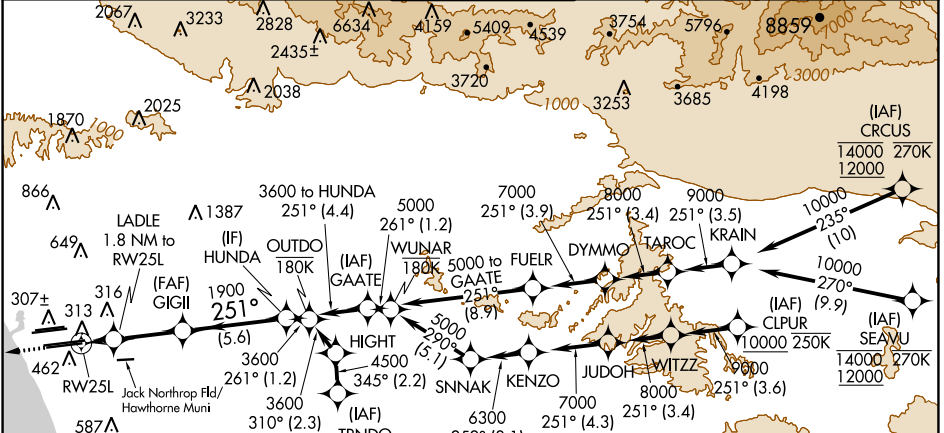 2067
3233
2828
6634
4159
5409
4539
3754
5796
8859
7000
2435±
3720
2038
1000
3253
3685
4198
3000
2025
1870
1000
(IAF)
CRCUS
14000 270K
12000
866
1387
649
LADLE
1.8 NM to
RW25L
3600 to HUNDA
251° (4.4)
5000
261° (1.2)
7000
251° (3.9)
8000
251° (3.4)
9000
251° (3.5)
10000
235°
(10)
(IF)
HUNDA
OUTDO
180K
(IAF)
GAATE
WUNAR
180K
5000 to
GAATE
251°
(8.9)
FUELR
DYMMO
TAROC
KRAIN
10000
270°
(9.9)
(FAF)
GIGII
1900
251°
(5.6)
307±
313
316
462
RW25L
Jack Northrop Fld/
Hawthorne Muni
587
3600
261° (1.2)
3600
310° (2.3)
HIGHT
4500
345° (2.2)
(IAF)
5000
290°
(5.1)
SNNAK
KENZO
JUDOH
WITZZ
(IAF)
CLPUR
10000 250K
(IAF)
SEAVU
14000 270K
12000
6300
7000
251° (4.3)
8000
251° (3.4)
9000
251° (3.6)